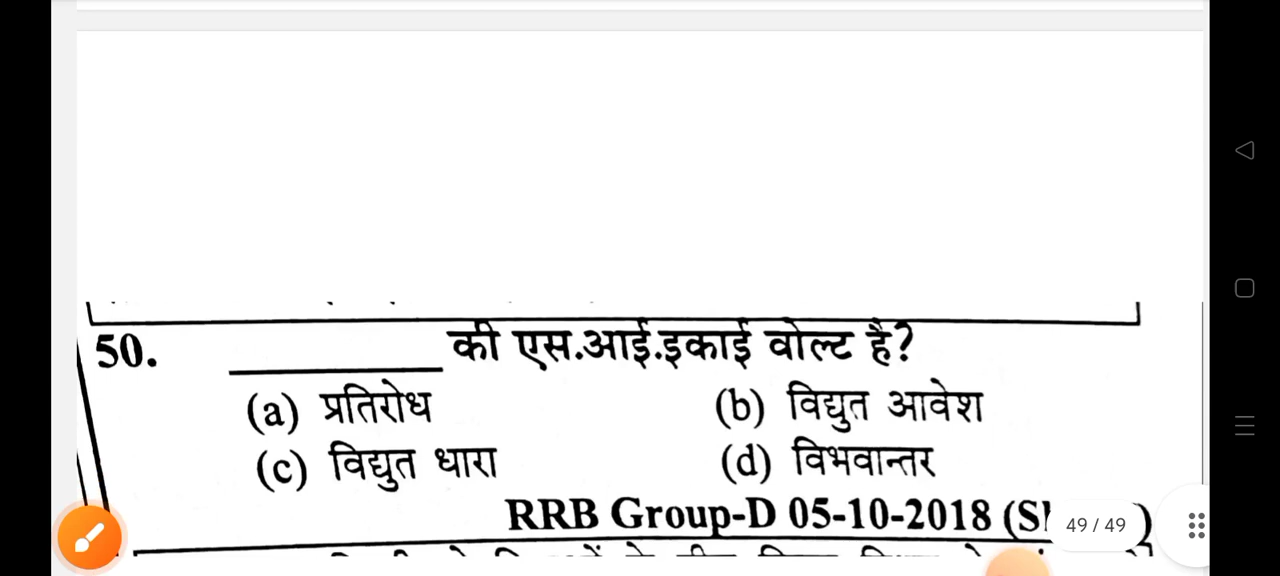 50. ________ की एस.आई.इकाई वोल्ट है?
(a) प्रतिरोध (b) विद्युत आवेश
(c) विद्युत धारा (d) विभवान्तर
RRB Group-D 05-10-2018 )
49 / 49